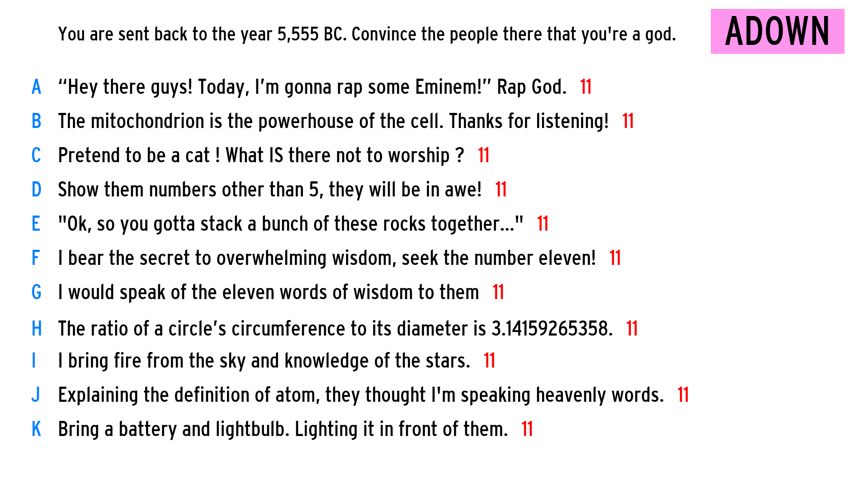 You are sent back to the year 5,555 BC. Convince the people there that you're a god.
ADOWN
A “Hey there guys! Today, I’m gonna rap some Eminem!” Rap God. 11
B The mitochondrion is the powerhouse of the cell. Thanks for listening! 11
C Pretend to be a cat ! What IS there not to worship ? 11
D Show them numbers other than 5, they will be in awe! 11
E "Ok, so you gotta stack a bunch of these rocks together..." 11
F I bear the secret to overwhelming wisdom, seek the number eleven! 11
G I would speak of the eleven words of wisdom to them 11
H The ratio of a circle’s circumference to its diameter is 3.14159265358. 11
I I bring fire from the sky and knowledge of the stars. 11
J Explaining the definition of atom, they thought I'm speaking heavenly words. 11
K Bring a battery and lightbulb. Lighting it in front of them. 11